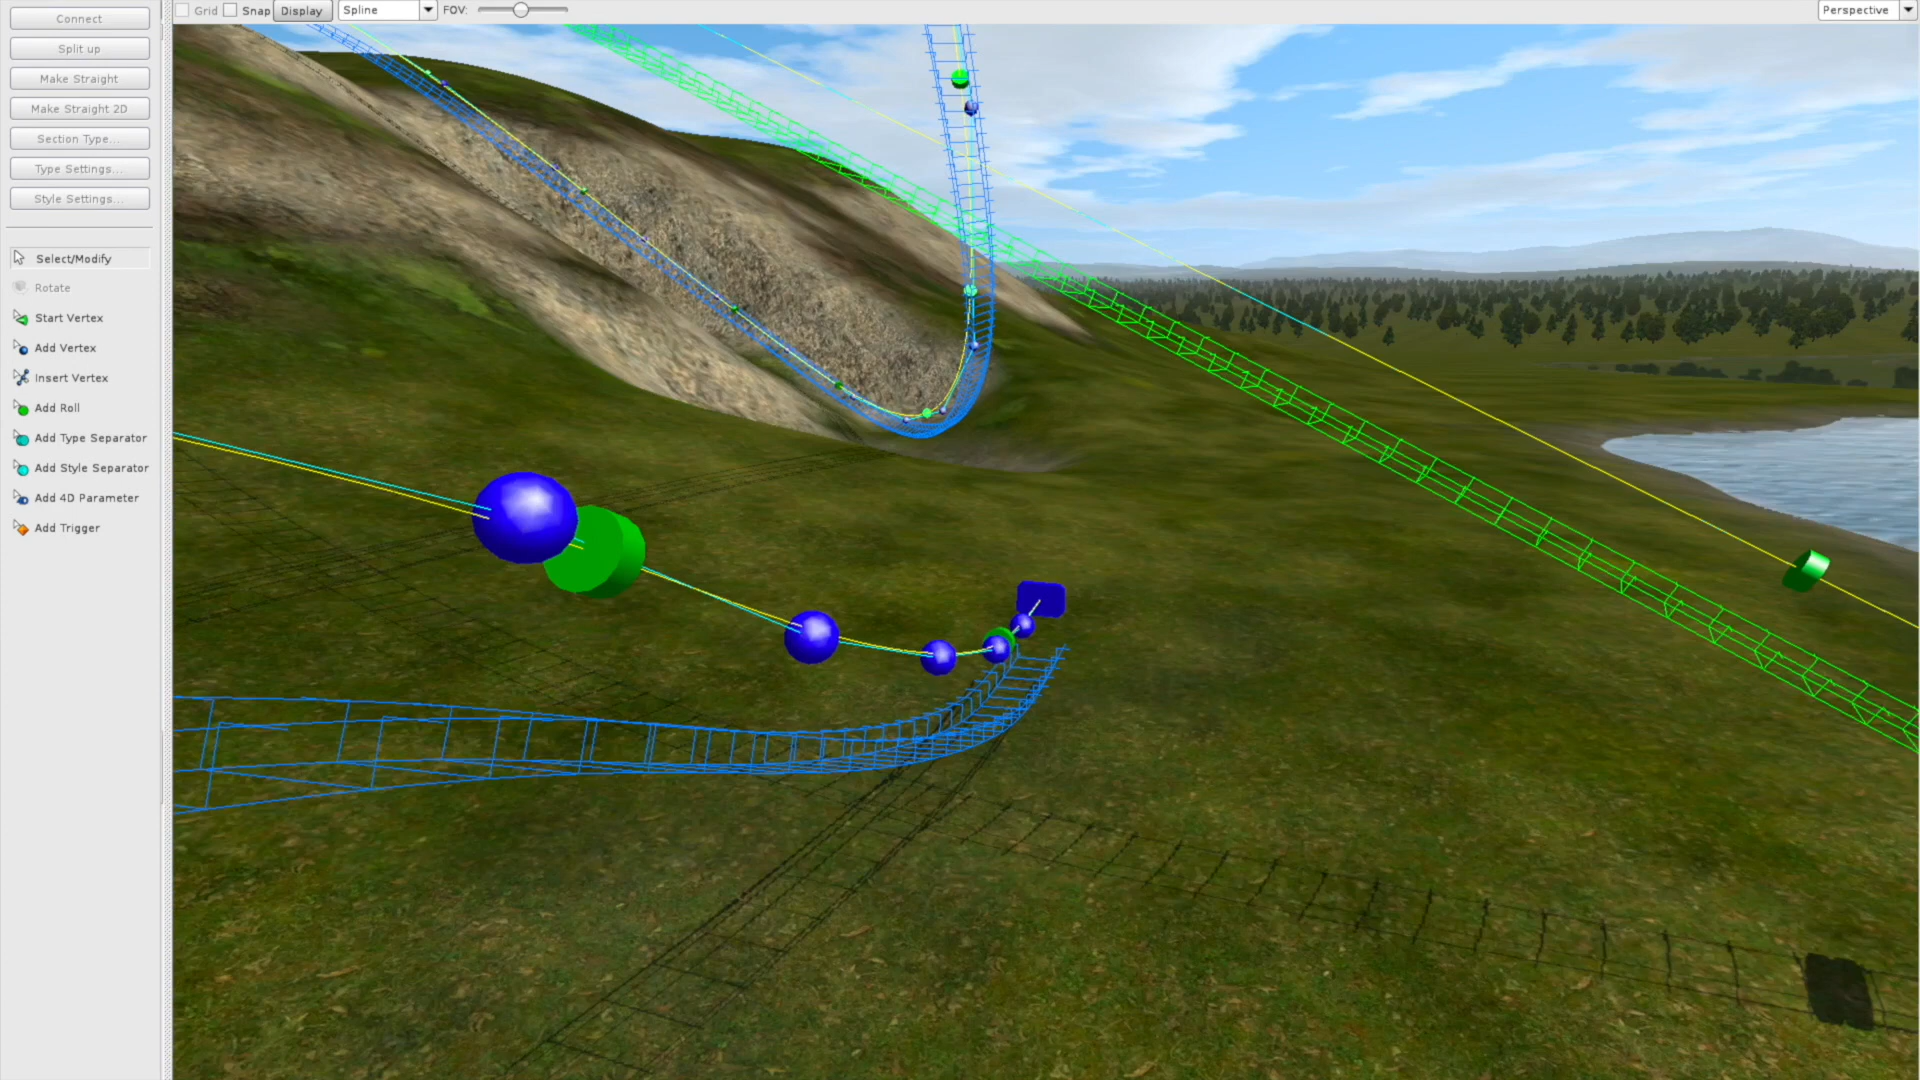 Connect
Split up
Make Straight
Make Straight 2D
Section Type...
Type Settings...
Style Settings...
Select/Modify
Rotate
Start Vertex
Add Vertex
Insert Vertex
Add Roll
Add Type Separator
Add Style Separator
Add 4D Parameter
Add Trigger
Grid Snap Display Spline FOV: Perspective